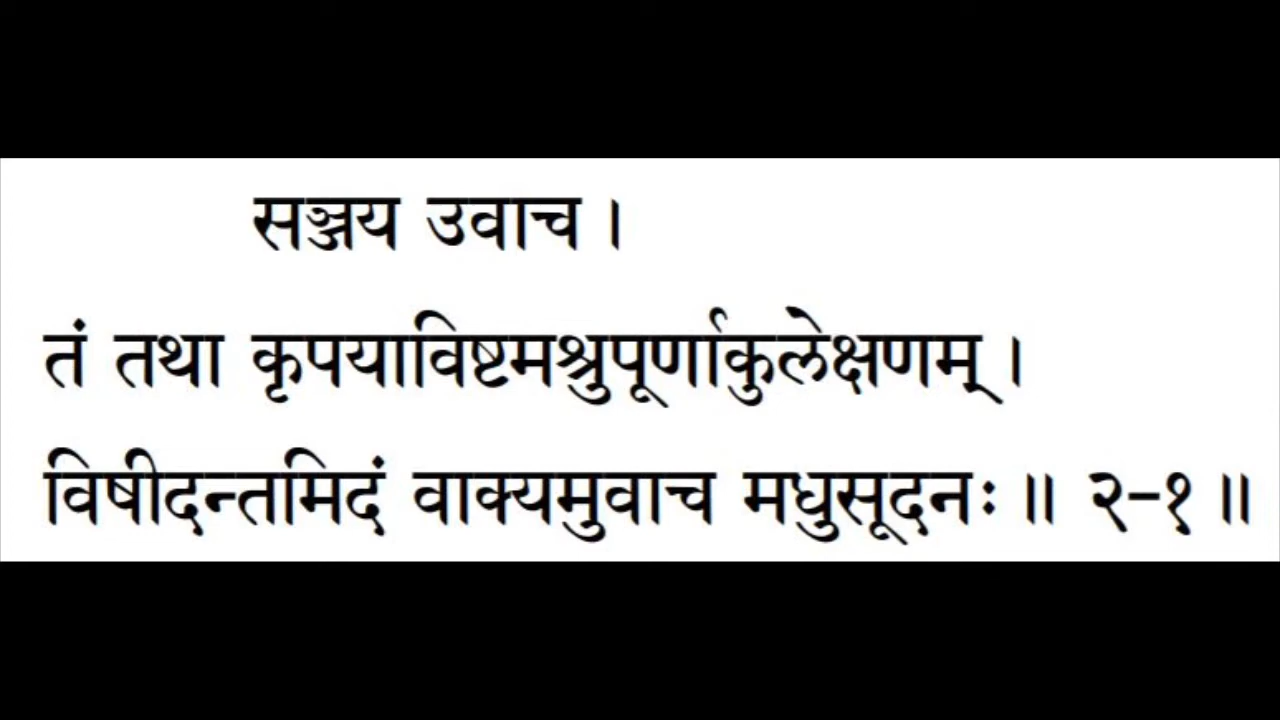 सञ्जय उवाच ।
तं तथा कृपयाविष्टमश्रुपूर्णाकुलेक्षणम् ।
विषीदन्तमिदं वाक्यमुवाच मधुसूदनः ॥ २-१ ॥